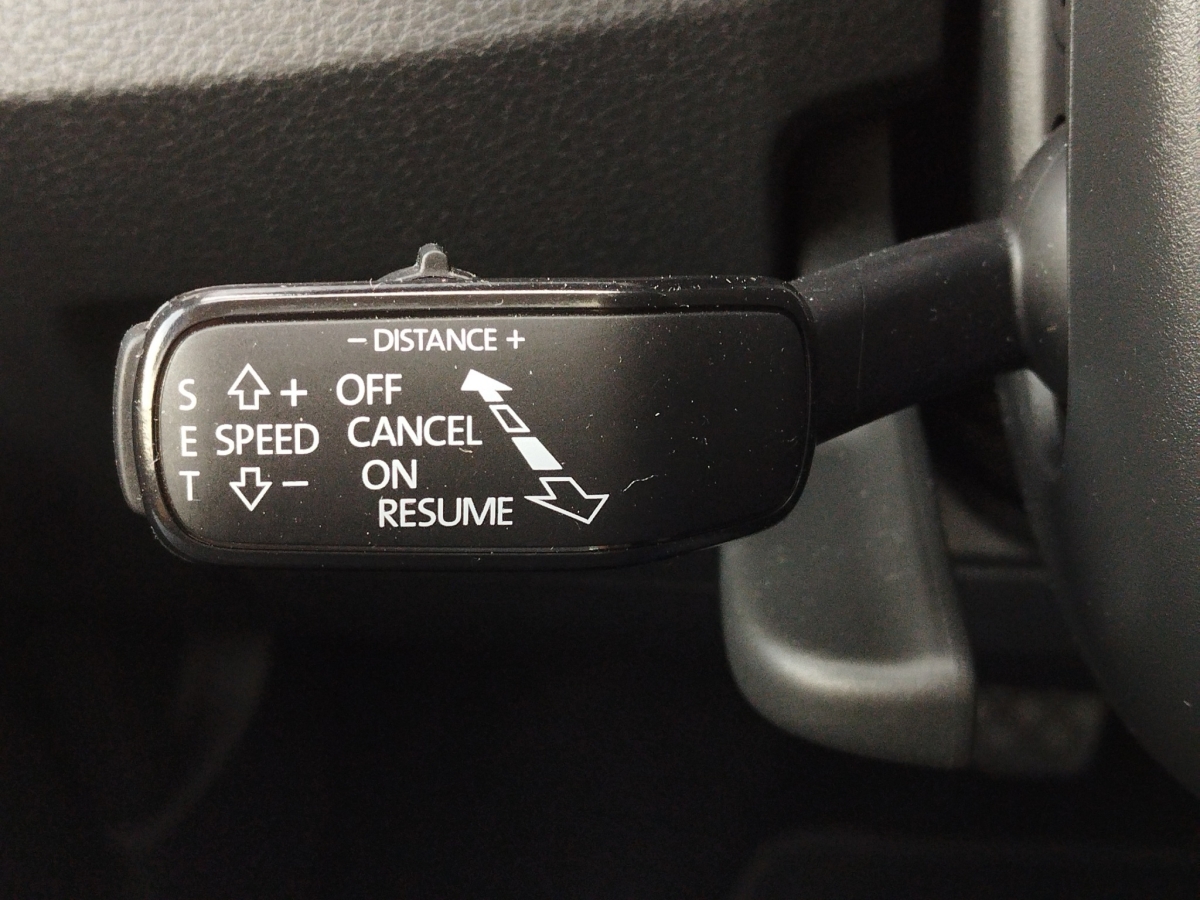 − DISTANCE +
S + OFF
E SPEED CANCEL
T − ON
RESUME